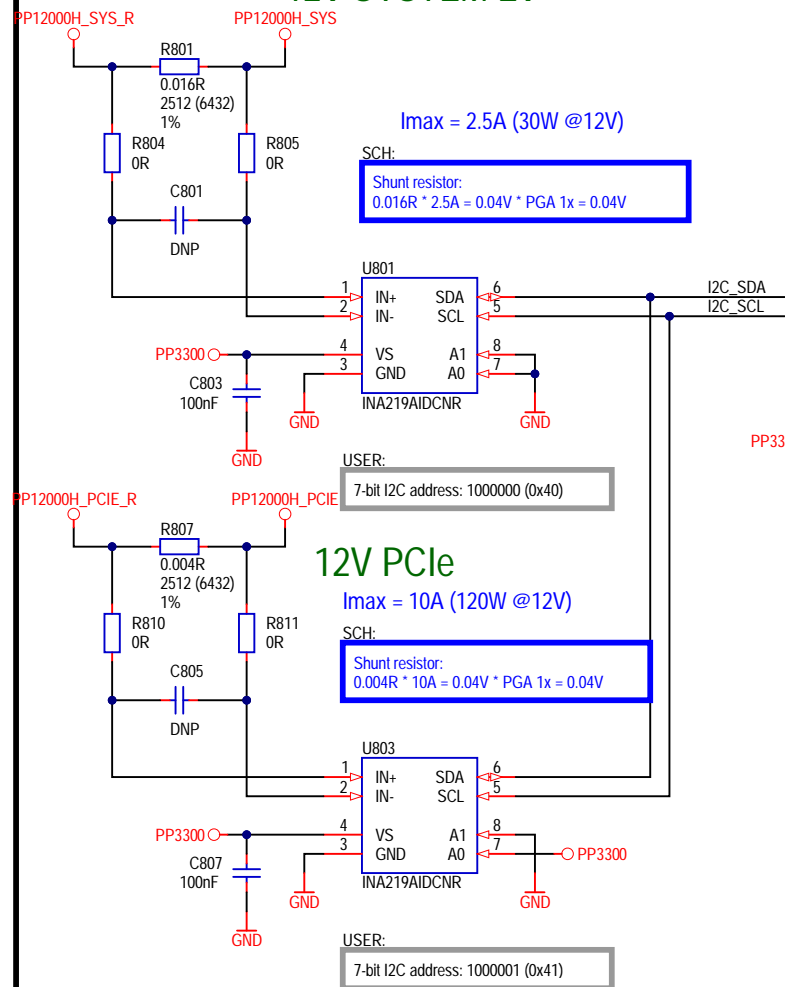 PP12000H_SYS_R
PP12000H_SYS
R801
0.016R
2512 (6432)
1%
R804
0R
R805
0R
C801
DNP
Imax = 2.5A (30W @12V)
SCH:
Shunt resistor:
0.016R * 2.5A = 0.04V * PGA 1x = 0.04V
U801
1 IN+ SDA 6
2 IN- SCL 5
4 VS A1 8
3 GND A0 7
INA219AIDCNR
I2C_SDA
I2C_SCL
PP3300
C803
100nF
GND
GND
GND
PP33
USER:
7-bit I2C address: 1000000 (0x40)
PP12000H_PCIE_R
PP12000H_PCIE
R807
0.004R
2512 (6432)
1%
R810
0R
R811
0R
C805
DNP
12V PCIe
Imax = 10A (120W @12V)
SCH:
Shunt resistor:
0.004R * 10A = 0.04V * PGA 1x = 0.04V
U803
1 IN+ SDA 6
2 IN- SCL 5
4 VS A1 8
3 GND A0 7
INA219AIDCNR
PP3300
PP3300
C807
100nF
GND
GND
GND
USER:
7-bit I2C address: 1000001 (0x41)